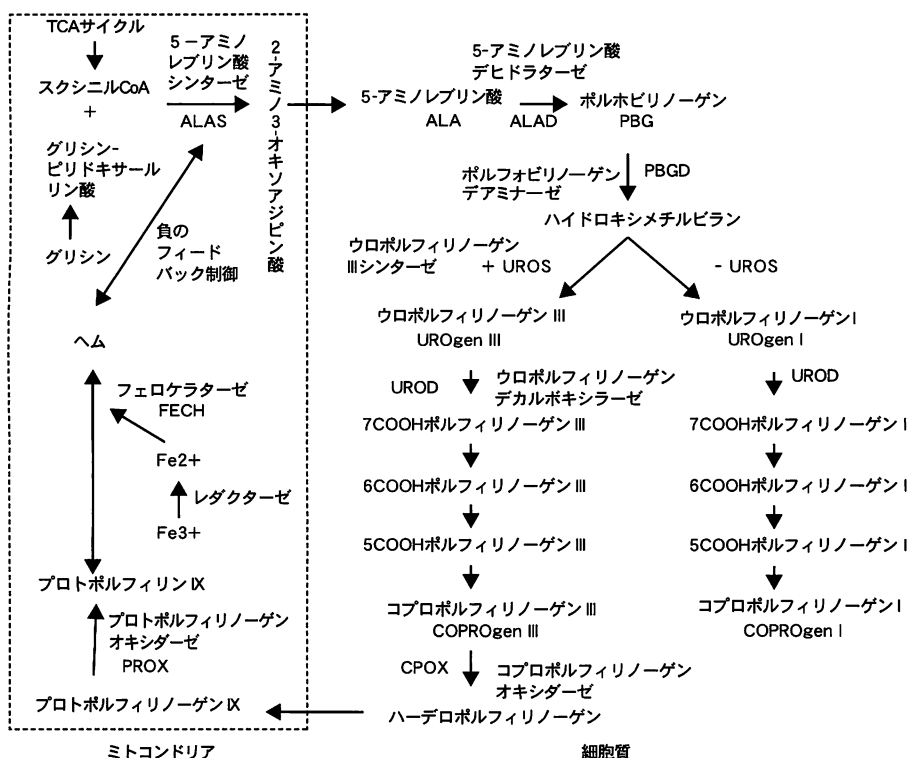 TCAサイクル
スクシニルCoA
+
グリシン-
ピリドキサール
リン酸
グリシン
5－アミノ
レブリン酸
シンターゼ
ALAS
2-アミノ3-オキソアジピン酸
負の
フィード
バック制御
ヘム
フェロケラターゼ
FECH
Fe2+
レダクターゼ
Fe3+
プロトポルフィリン IX
プロトポルフィリノーゲン
オキシダーゼ
PROX
プロトポルフィリノーゲン IX
ミトコンドリア
5-アミノレブリン酸
ALA
5-アミノレブリン酸
デヒドラターゼ
ALAD
ポルホビリノーゲン
PBG
ポルフォビリノーゲン
デアミナーゼ
PBGD
ハイドロキシメチルビラン
ウロポルフィリノーゲン
IIIシンターゼ
+ UROS
- UROS
ウロポルフィリノーゲン III
UROgen III
ウロポルフィリノーゲン I
UROgen I
UROD
ウロポルフィリノーゲン
デカルボキシラーゼ
UROD
7COOHポルフィリノーゲン III
7COOHポルフィリノーゲン I
6COOHポルフィリノーゲン III
6COOHポルフィリノーゲン I
5COOHポルフィリノーゲン III
5COOHポルフィリノーゲン I
コプロポルフィリノーゲン III
COPROgen III
コプロポルフィリノーゲン I
COPROgen I
CPOX
コプロポルフィリノーゲン
オキシダーゼ
ハーデロポルフィリノーゲン
細胞質